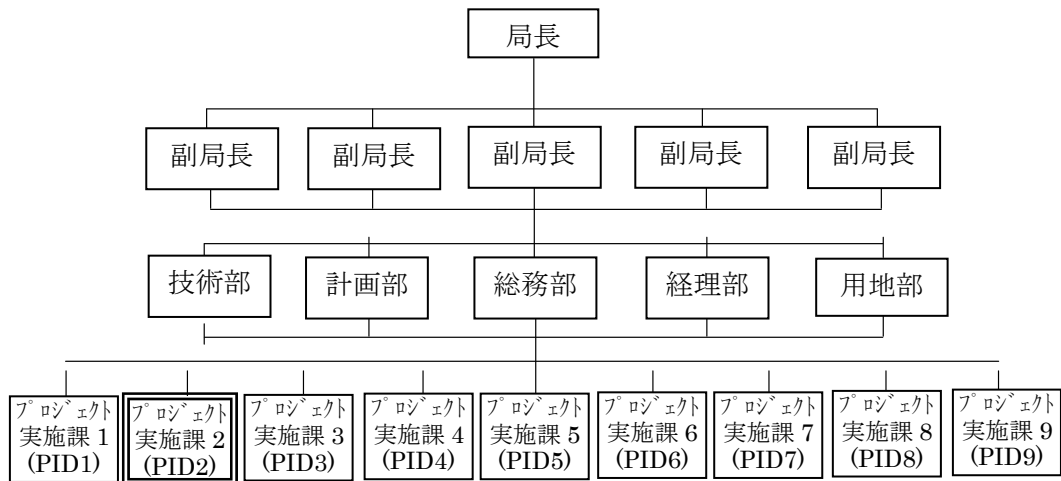 局長
副局長
副局長
副局長
副局長
副局長
技術部
計画部
総務部
経理部
用地部
プロジェクト
実施課 1
(PID1)
プロジェクト
実施課 2
(PID2)
プロジェクト
実施課 3
(PID3)
プロジェクト
実施課 4
(PID4)
プロジェクト
実施課 5
(PID5)
プロジェクト
実施課 6
(PID6)
プロジェクト
実施課 7
(PID7)
プロジェクト
実施課 8
(PID8)
プロジェクト
実施課 9
(PID9)